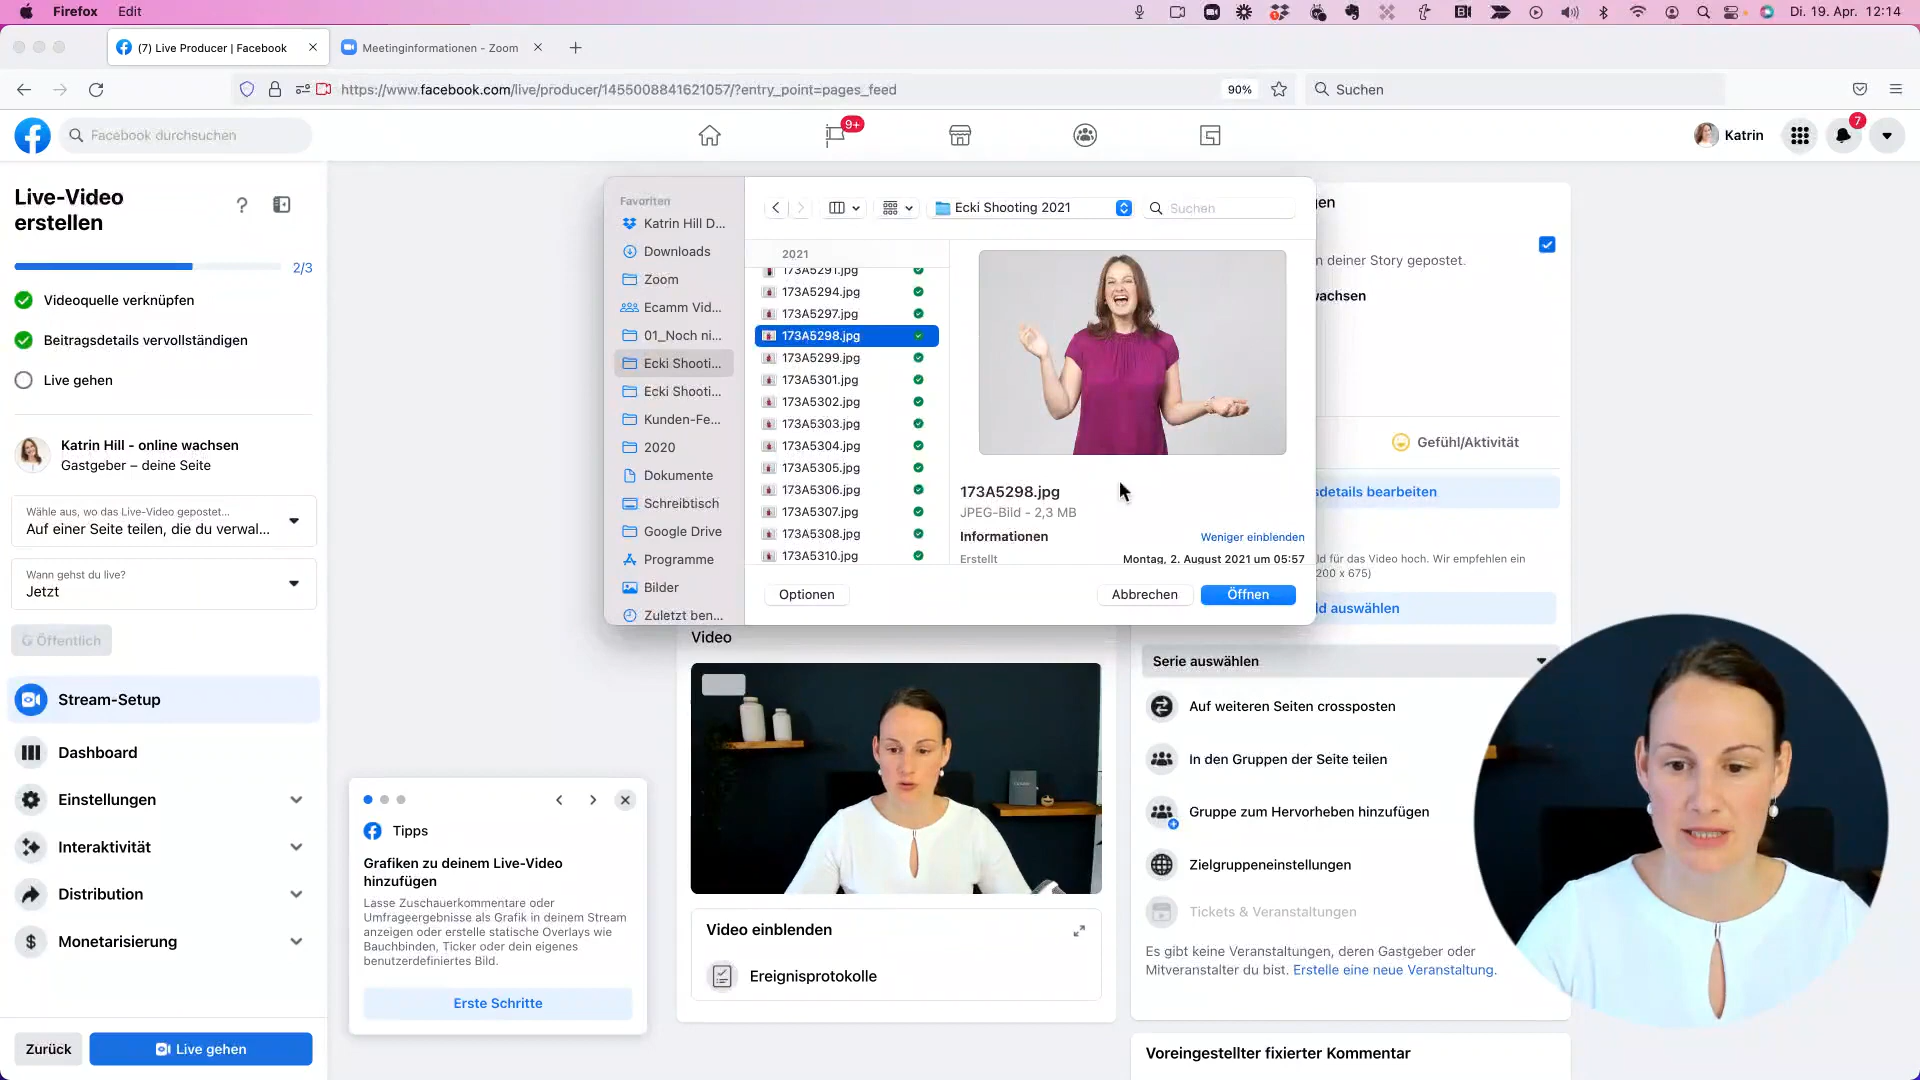 Firefox
Edit
Di. 19. Apr. 12:14
(7) Live Producer | Facebook
Meetinginformationen - Zoom
https://www.facebook.com/live/producer/1455008841621057/?entry_point=pages_feed
90%
Suchen
Facebook durchsuchen
9+
Katrin
7
Live-Video
erstellen
?
2/3
Videoquelle verknüpfen
Beitragsdetails vervollständigen
Live gehen
Katrin Hill - online wachsen
Gastgeber – deine Seite
Wähle aus, wo das Live-Video gepostet...
Auf einer Seite teilen, die du verwal...
Wann gehst du live?
Jetzt
Öffentlich
Stream-Setup
Dashboard
Einstellungen
Interaktivität
Distribution
Monetarisierung
Zurück
Live gehen
Favoriten
Katrin Hill D...
Downloads
Zoom
Ecamm Vid...
01_Noch ni...
Ecki Shooti...
Ecki Shooti...
Kunden-Fe...
2020
Dokumente
Schreibtisch
Google Drive
Programme
Bilder
Zuletzt ben...
Ecki Shooting 2021
Suchen
2021
173A5291.jpg
173A5294.jpg
173A5297.jpg
173A5298.jpg
173A5299.jpg
173A5301.jpg
173A5302.jpg
173A5303.jpg
173A5304.jpg
173A5305.jpg
173A5306.jpg
173A5307.jpg
173A5308.jpg
173A5310.jpg
173A5298.jpg
JPEG-Bild - 2,3 MB
Informationen
Weniger einblenden
Erstellt
Montag, 2. August 2021 um 05:57
Optionen
Abbrechen
Öffnen
Tipps
Grafiken zu deinem Live-Video
hinzufügen
Lasse Zuschauerkommentare oder
Umfrageergebnisse als Grafik in deinem Stream
anzeigen oder erstelle statische Overlays wie
Bauchbinden, Ticker oder dein eigenes
benutzerdefiniertes Bild.
Erste Schritte
Video
Video einblenden
Ereignisprotokolle
en
n deiner Story gepostet.
wachsen
Gefühl/Aktivität
sdetails bearbeiten
ld für das Video hoch. Wir empfehlen ein
200 x 675)
ld auswählen
Serie auswählen
Auf weiteren Seiten crossposten
In den Gruppen der Seite teilen
Gruppe zum Hervorheben hinzufügen
Zielgruppeneinstellungen
Tickets & Veranstaltungen
Es gibt keine Veranstaltungen, deren Gastgeber oder
Mitveranstalter du bist. Erstelle eine neue Veranstaltung.
Voreingestellter fixierter Kommentar